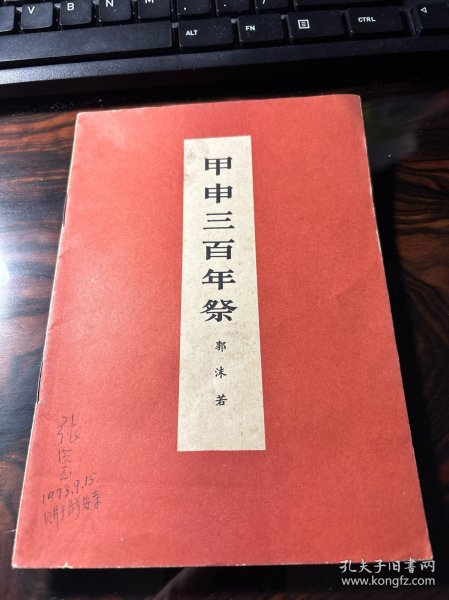 V
B
N
M
ALT
FN
CTRL
甲申三百年祭
郭沫若
张
1973.9.15.
孔夫子旧书网
www.kongfz.com